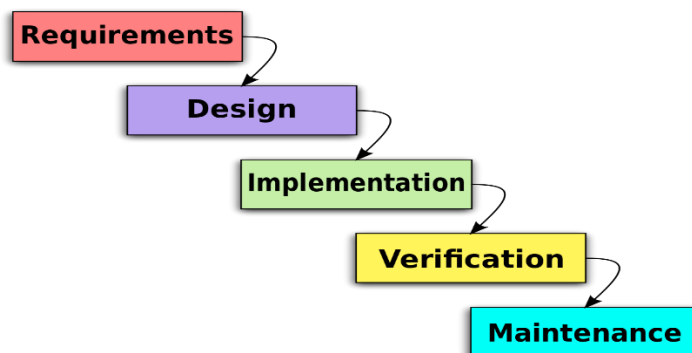 Requirements
Design
Implementation
Verification
Maintenance